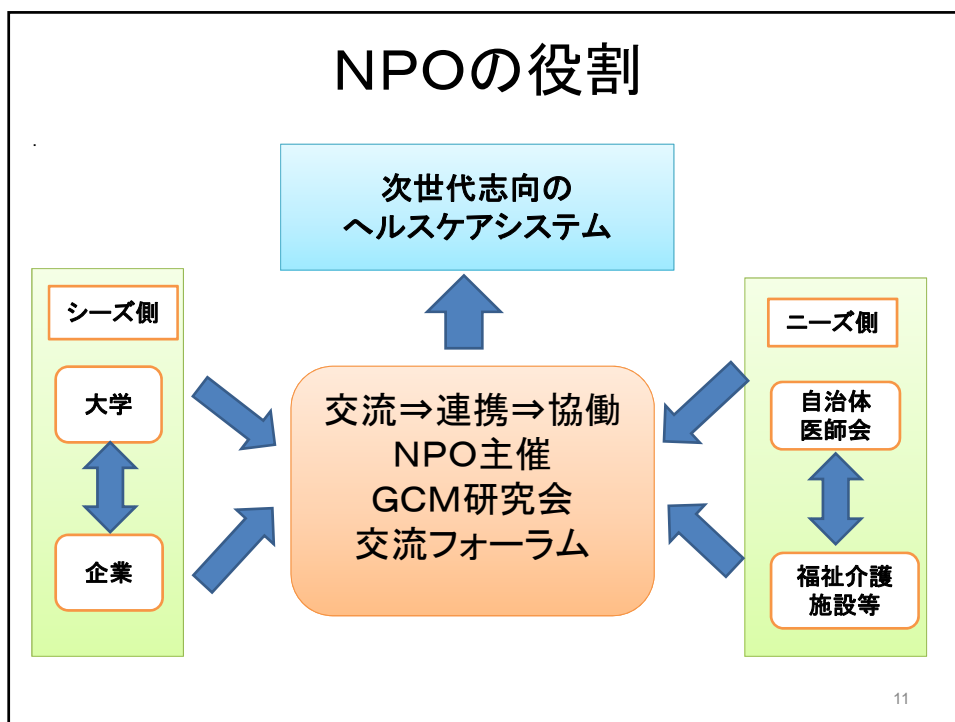 NPOの役割
.
次世代志向の
ヘルスケアシステム
シーズ側
大学
企業
交流⇒連携⇒協働
NPO主催
GCM研究会
交流フォーラム
ニーズ側
自治体
医師会
福祉介護
施設等
11